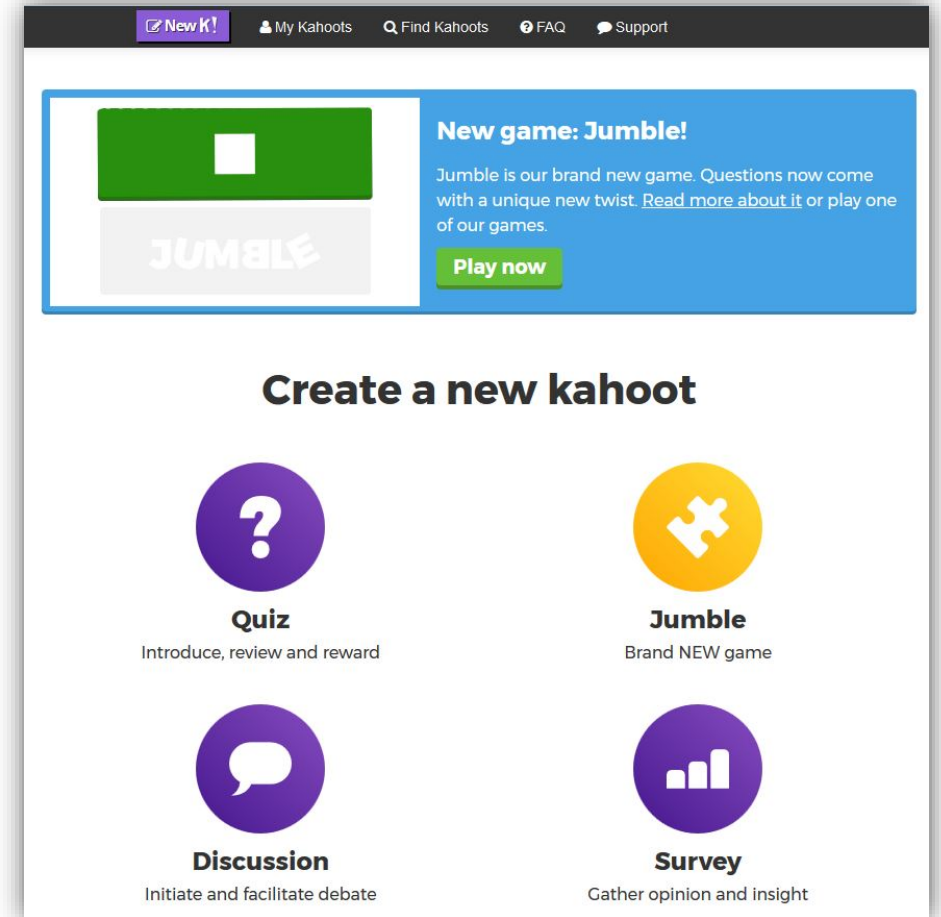 New K!
My Kahoots
Find Kahoots
FAQ
Support
New game: Jumble!
Jumble is our brand new game. Questions now come
with a unique new twist. Read more about it or play one
of our games.
JUMBLE
Play now
Create a new kahoot
Quiz
Introduce, review and reward
Jumble
Brand NEW game
Discussion
Initiate and facilitate debate
Survey
Gather opinion and insight